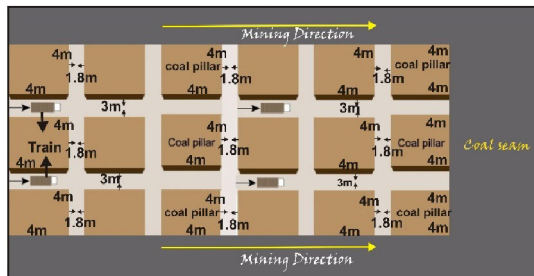 Mining Direction
4m 4m 4m
coal pillar coal pillar
4m 1.8m 1.8m 4m 1.8m
4m 4m 4m
3m 3m 3m
4m 4m 4m
Train 1.8m Coal pillar 1.8m Coal pillar 1.8m
4m 4m 4m
Coal seam
3m 3m 3m
4m 4m 4m
coal pillar coal pillar
1.8m 1.8m 1.8m 4m
4m 4m 4m 4m
Mining Direction